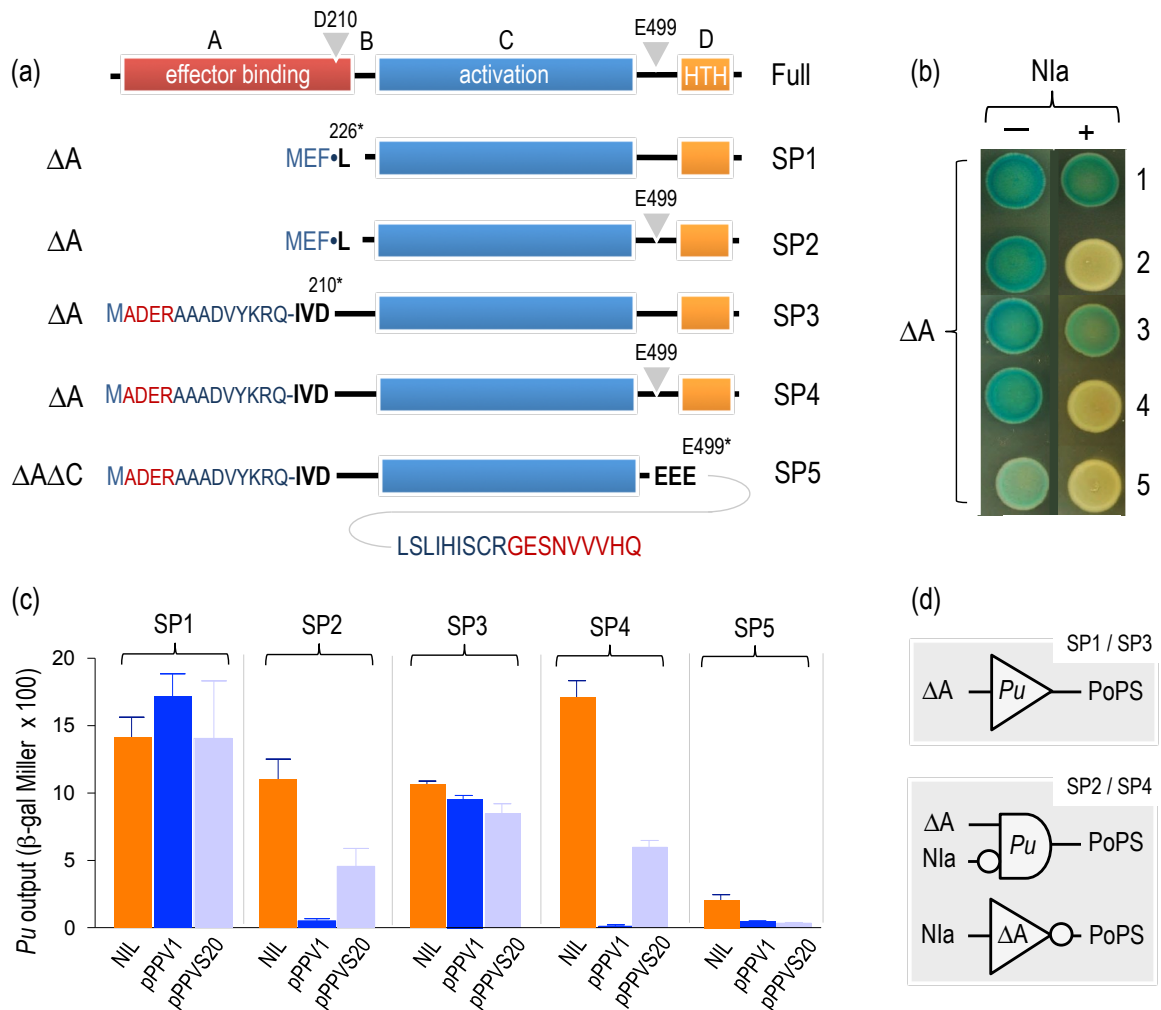 (a)
A
D210
B
C
E499
D
effector binding
activation
HTH
Full
ΔA
226*
MEF•L
SP1
ΔA
MEF•L
E499
SP2
ΔA
210*
MADERAAADVYKRQ-IVD
SP3
ΔA
MADERAAADVYKRQ-IVD
E499
SP4
ΔAΔC
MADERAAADVYKRQ-IVD
EEE
E499*
SP5
LSLIHISCRGESNVVVHQ
(b)
NIa
— +
ΔA
1
2
3
4
5
(c)
SP1 SP2 SP3 SP4 SP5
Pu output (β-gal Miller x 100)
20
15
10
5
0
NIL pPPV1 pPPVS20 NIL pPPV1 pPPVS20 NIL pPPV1 pPPVS20 NIL pPPV1 pPPVS20 NIL pPPV1 pPPVS20
(d)
SP1 / SP3
ΔA Pu PoPS
SP2 / SP4
ΔA
NIa
Pu PoPS
NIa ΔA PoPS